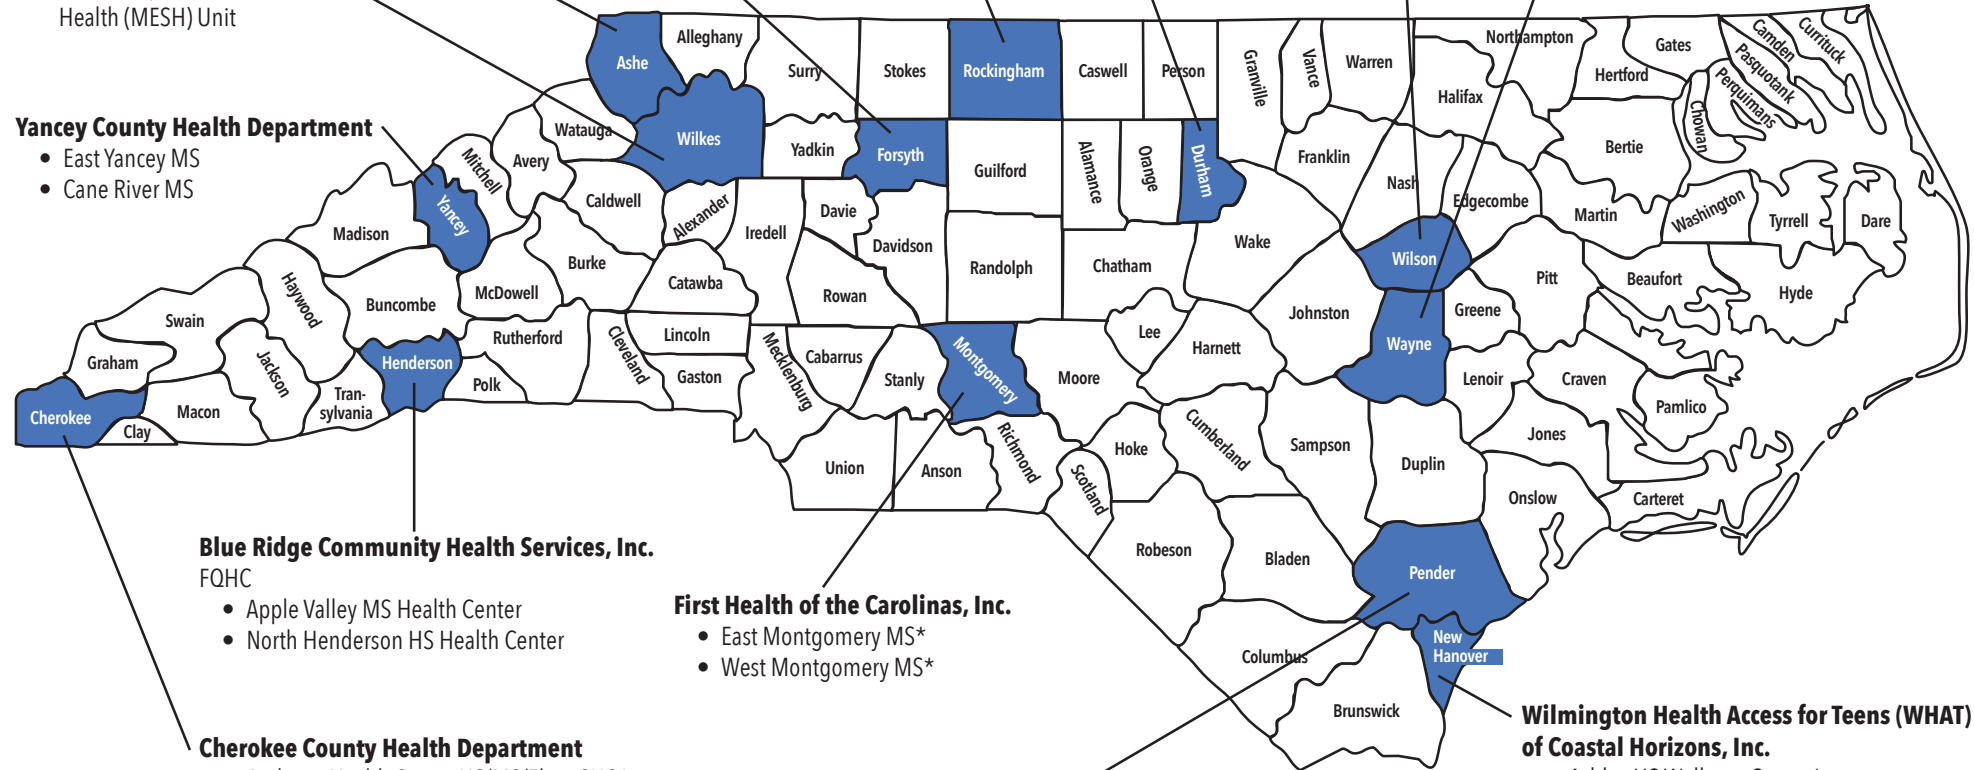 Health (MESH) Unit
Yancey County Health Department
• East Yancey MS
• Cane River MS
Ashe
Alleghany
Surry
Stokes
Rockingham
Caswell
Person
Granville
Vance
Warren
Northampton
Gates
Camden
Currituck
Pasquotank
Perquimans
Hertford
Halifax
Chowan
Bertie
Watauga
Wilkes
Yadkin
Forsyth
Guilford
Alamance
Orange
Durham
Franklin
Nash
Edgecombe
Martin
Washington
Tyrrell
Dare
Mitchell
Avery
Yancey
Caldwell
Alexander
Iredell
Davie
Davidson
Randolph
Chatham
Wake
Wilson
Pitt
Beaufort
Hyde
Madison
Haywood
Buncombe
McDowell
Burke
Catawba
Rowan
Johnston
Greene
Swain
Graham
Jackson
Henderson
Rutherford
Polk
Cleveland
Lincoln
Gaston
Mecklenburg
Cabarrus
Stanly
Montgomery
Moore
Lee
Harnett
Wayne
Lenoir
Craven
Pamlico
Cherokee
Clay
Macon
Tran-
sylvania
Union
Anson
Richmond
Scotland
Hoke
Cumberland
Sampson
Duplin
Jones
Onslow
Carteret
Robeson
Bladen
Pender
Columbus
New
Hanover
Brunswick
Blue Ridge Community Health Services, Inc.
FQHC
• Apple Valley MS Health Center
• North Henderson HS Health Center
First Health of the Carolinas, Inc.
• East Montgomery MS*
• West Montgomery MS*
Cherokee County Health Department
Wilmington Health Access for Teens (WHAT)
of Coastal Horizons, Inc.